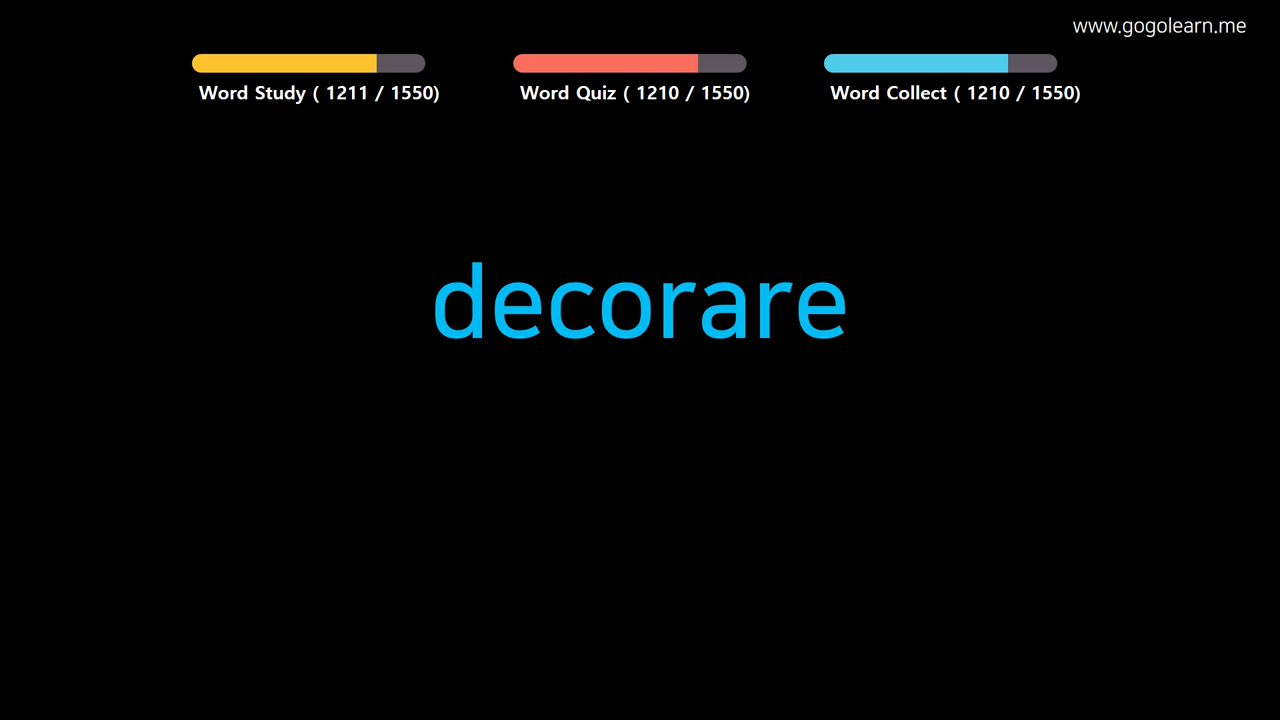 www.gogolearn.me
Word Study ( 1211 / 1550)
Word Quiz ( 1210 / 1550)
Word Collect ( 1210 / 1550)
decorare